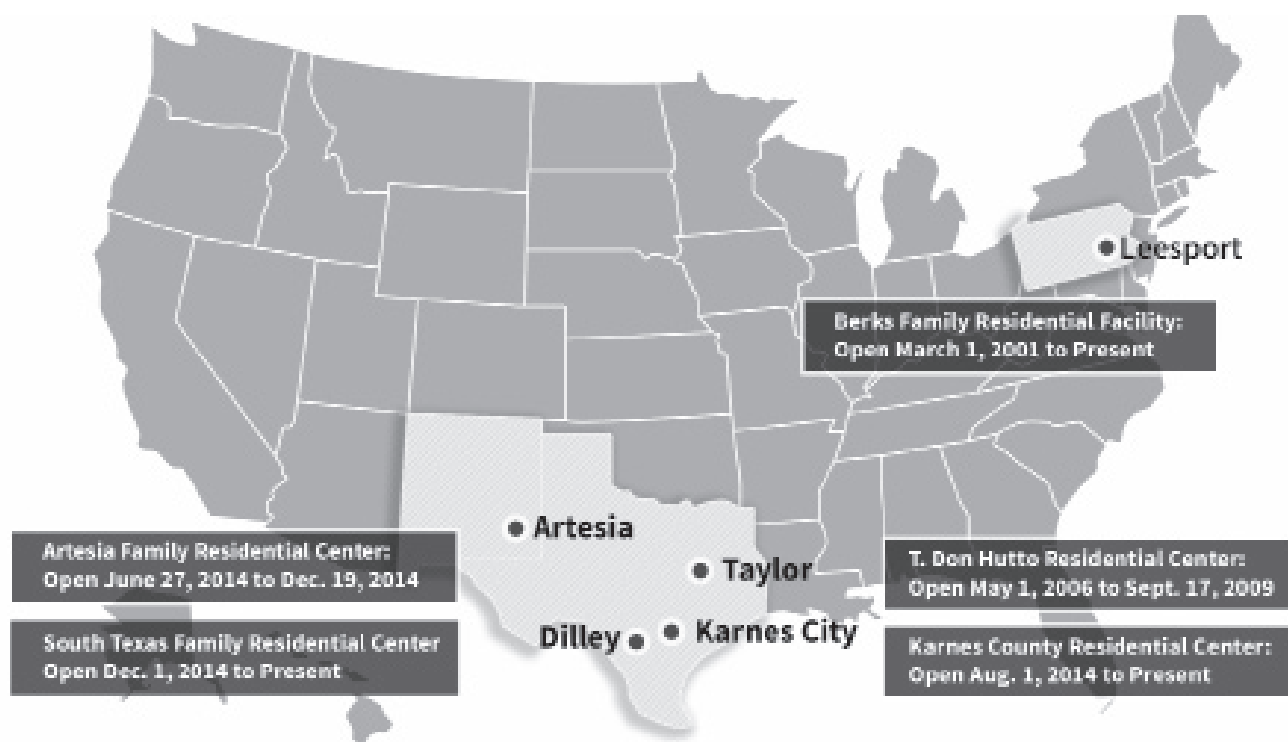 Leesport
Berks Family Residential Facility:
Open March 1, 2001 to Present
Artesia
Artesia Family Residential Center:
Open June 27, 2014 to Dec. 19, 2014
Taylor
T. Don Hutto Residential Center:
Open May 1, 2006 to Sept. 17, 2009
Dilley
Karnes City
South Texas Family Residential Center
Open Dec. 1, 2014 to Present
Karnes County Residential Center:
Open Aug. 1, 2014 to Present